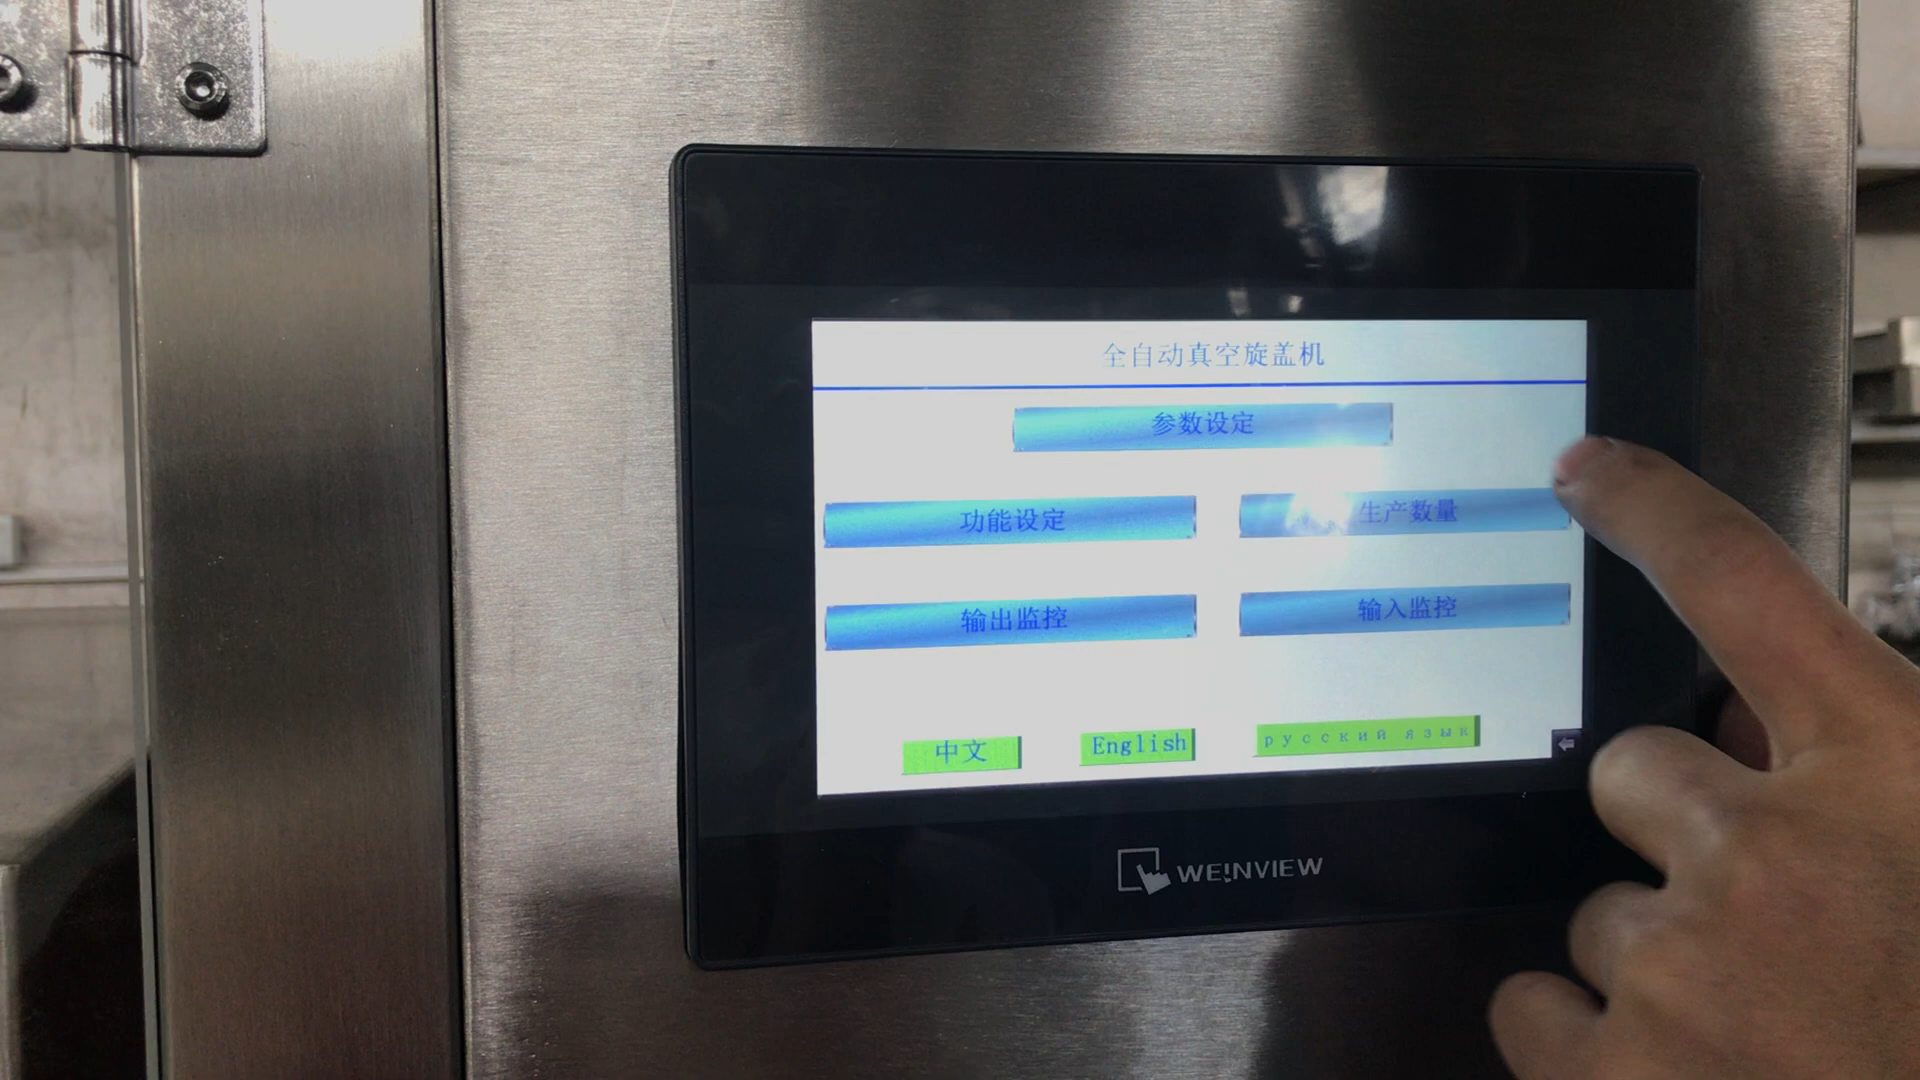 全自动真空旋盖机
参数设定
功能设定
生产数量
输出监控
输入监控
中文
English
русский язык
WEINVIEW